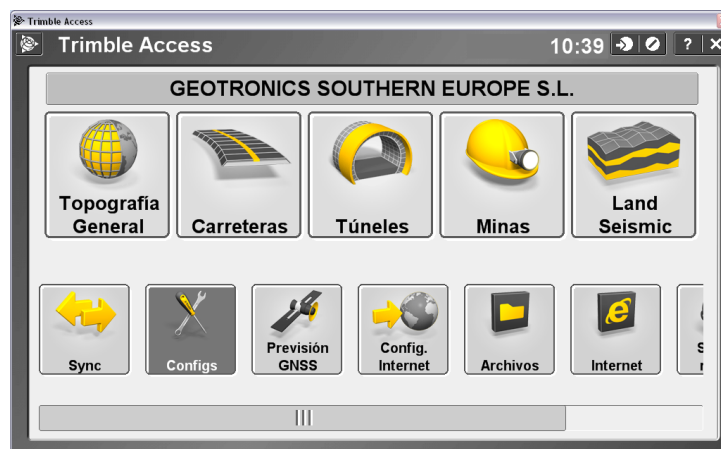 Trimble Access
Trimble Access
10:39
?
X
GEOTRONICS SOUTHERN EUROPE S.L.
Topografía
General
Carreteras
Túneles
Minas
Land
Seismic
Sync
Configs
Previsión
GNSS
Config.
Internet
Archivos
Internet